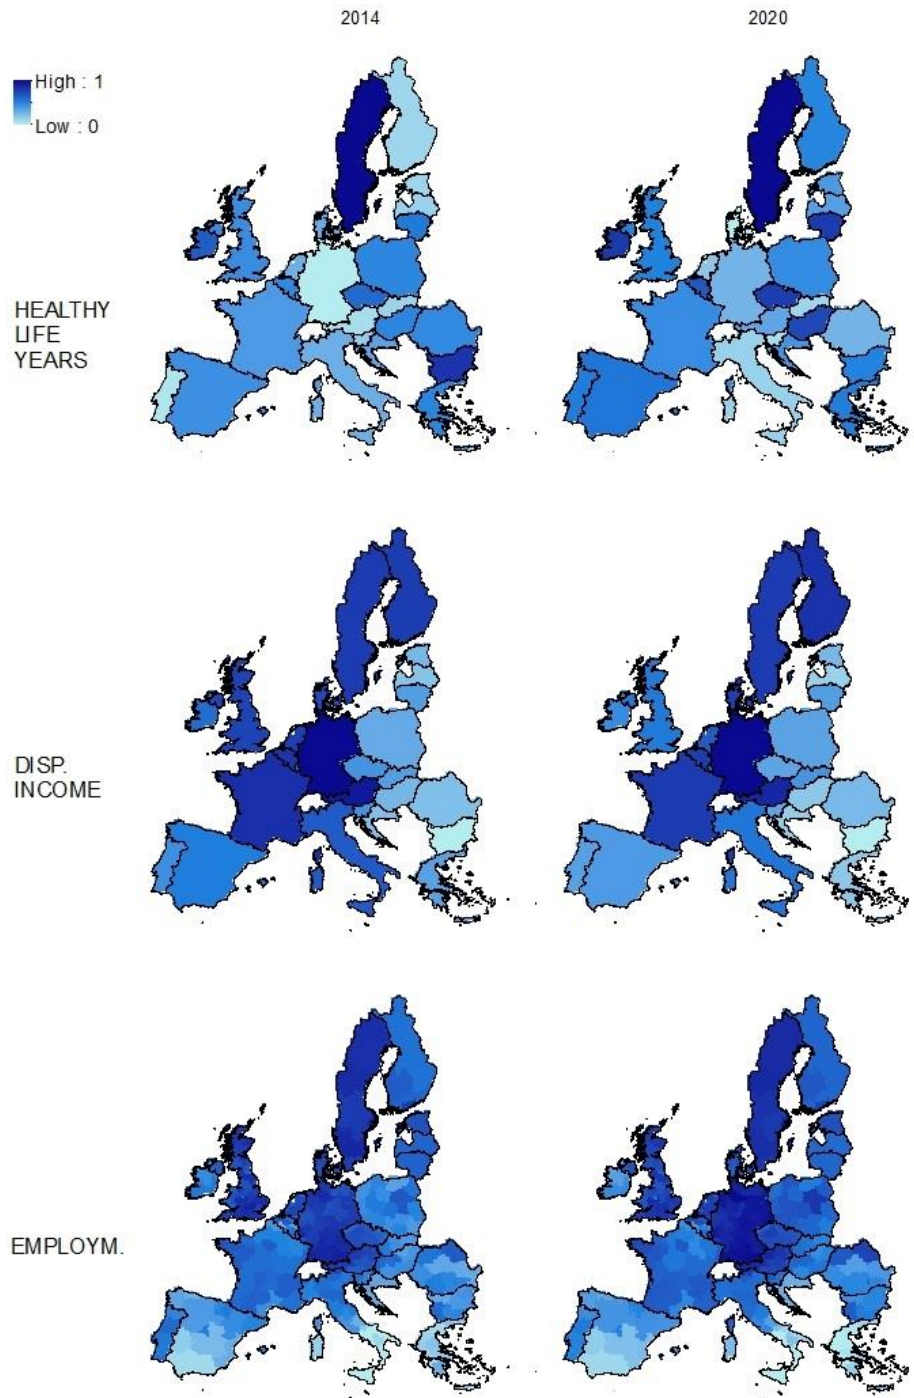 2014
2020
High : 1
Low : 0
HEALTHY
LIFE
YEARS
DISP.
INCOME
EMPLOYM.